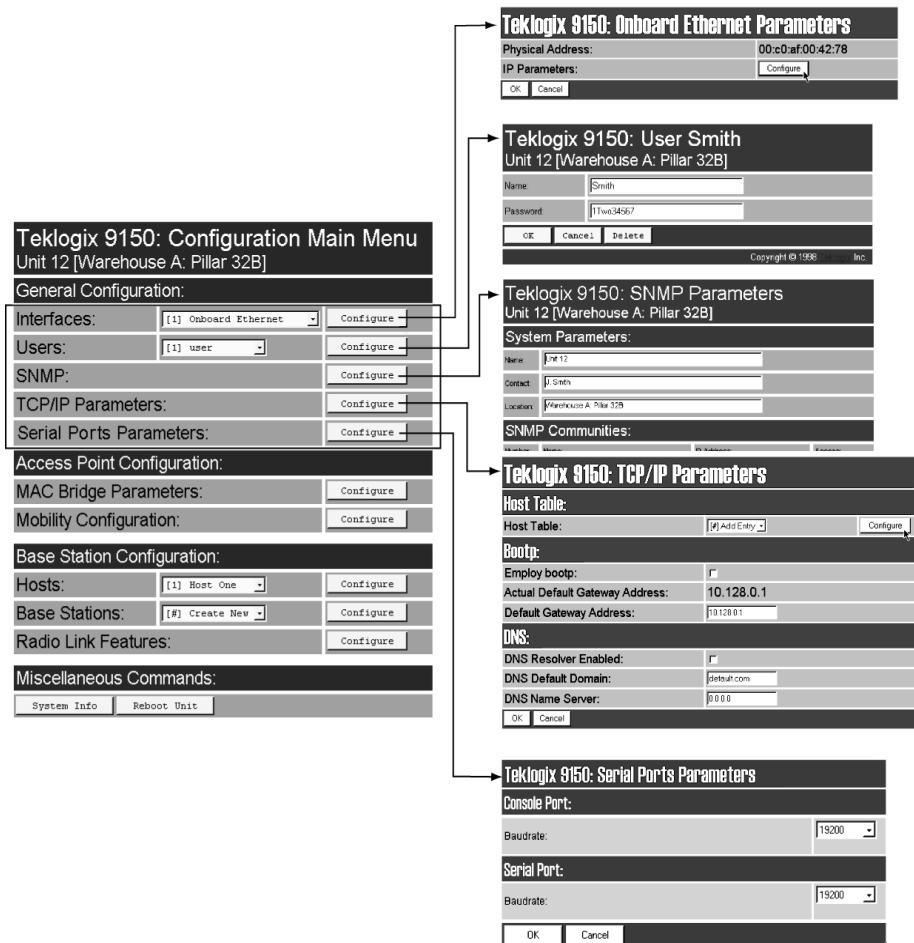 Teklogix 9150: Onboard Ethernet Parameters
Physical Address: 00:c0:af:00:42:78
IP Parameters: Configure
OK Cancel
Teklogix 9150: User Smith
Unit 12 [Warehouse A: Pillar 32B]
Name: Smith
Password: 1Two34567
OK Cancel Delete
Copyright © 1998 Inc.
Teklogix 9150: Configuration Main Menu
Unit 12 [Warehouse A: Pillar 32B]
General Configuration:
Interfaces: [1] Onboard Ethernet Configure
Users: [1] user Configure
SNMP: Configure
TCP/IP Parameters: Configure
Serial Ports Parameters: Configure
Access Point Configuration:
MAC Bridge Parameters: Configure
Mobility Configuration: Configure
Base Station Configuration:
Hosts: [1] Host One Configure
Base Stations: [#] Create New Configure
Radio Link Features: Configure
Miscellaneous Commands:
System Info Reboot Unit
Teklogix 9150: SNMP Parameters
Unit 12 [Warehouse A: Pillar 32B]
System Parameters:
Name: Unit 12
Contact: J. Smith
Location: Warehouse A: Pillar 32B
SNMP Communities:
Teklogix 9150: TCP/IP Parameters
Host Table:
Host Table: [#] Add Entry Configure
Bootp:
Employ bootp:
Actual Default Gateway Address: 10.128.0.1
Default Gateway Address: 10.128.0.1
DNS:
DNS Resolver Enabled:
DNS Default Domain: default.com
DNS Name Server: 0.0.0.0
OK Cancel
Teklogix 9150: Serial Ports Parameters
Console Port:
Baudrate: 19200
Serial Port:
Baudrate: 19200
OK Cancel